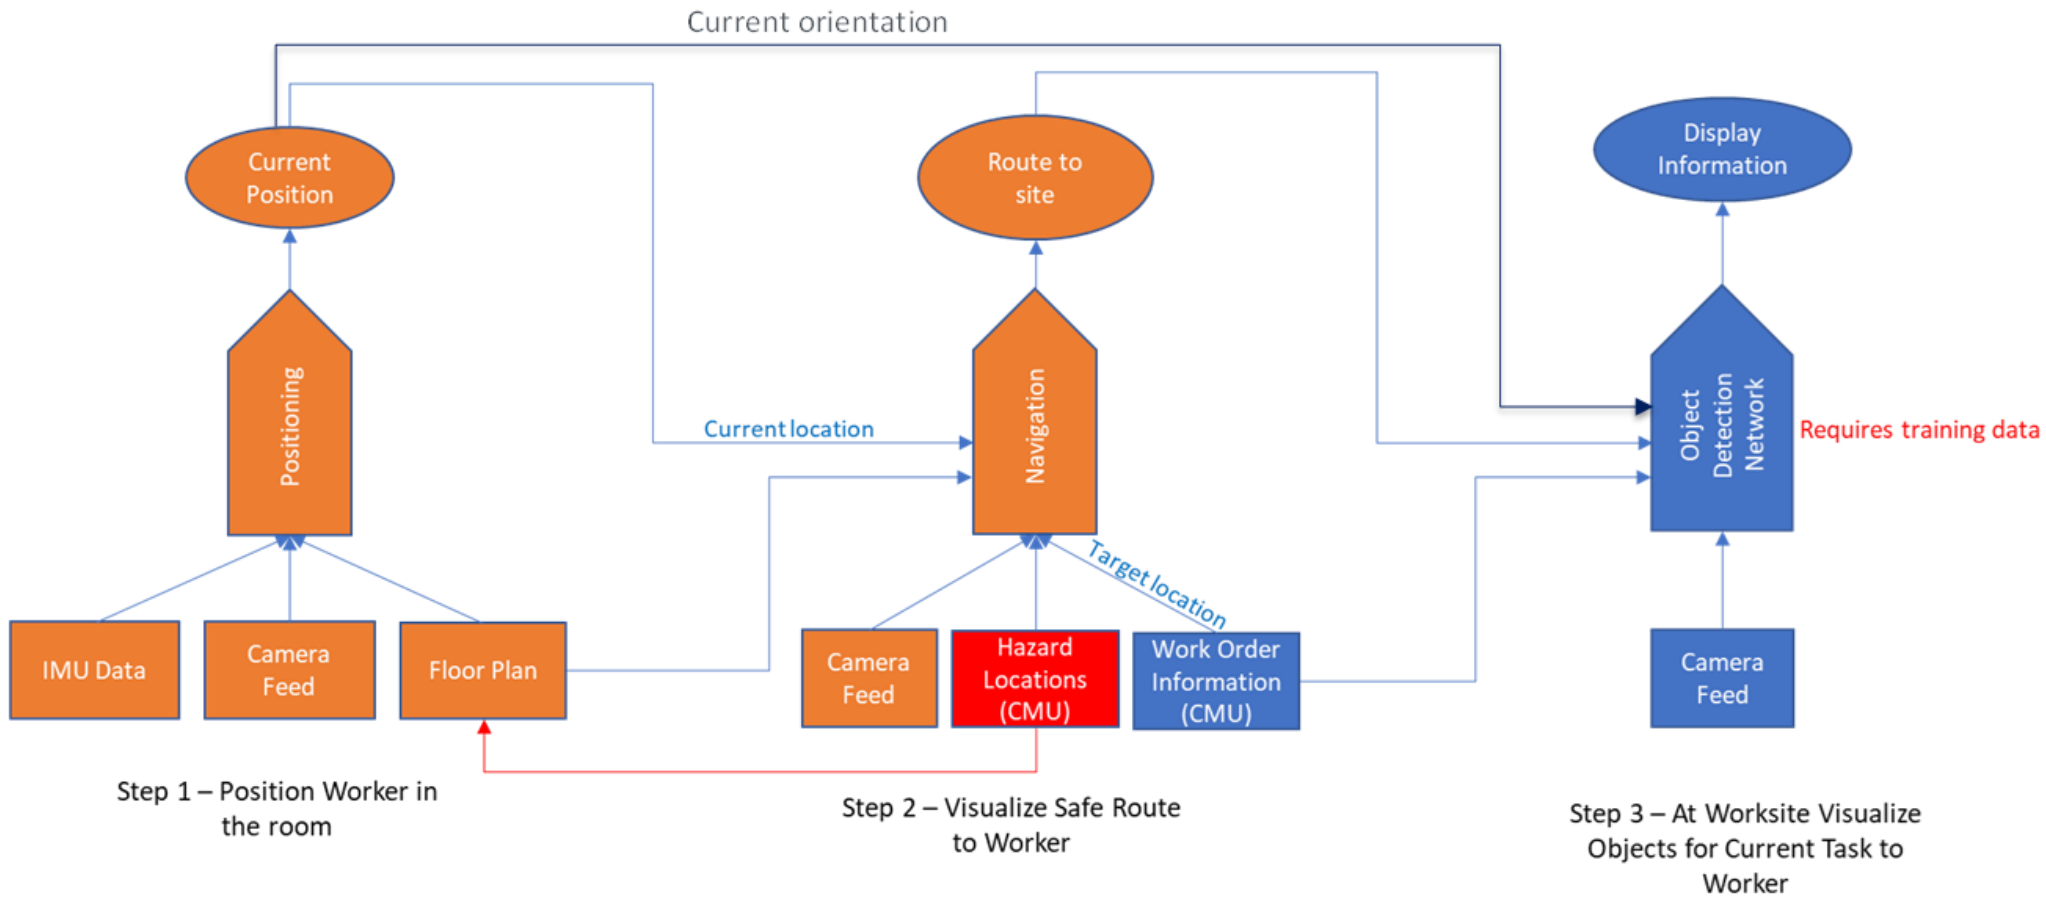 Current orientation
Current
Position
Route to
site
Display
Information
Positioning
Current location
Navigation
Object
Detection
Network
Requires training data
Target location
IMU Data
Camera
Feed
Floor Plan
Camera
Feed
Hazard
Locations
(CMU)
Work Order
Information
(CMU)
Camera
Feed
Step 1 – Position Worker in
the room
Step 2 – Visualize Safe Route
to Worker
Step 3 – At Worksite Visualize
Objects for Current Task to
Worker